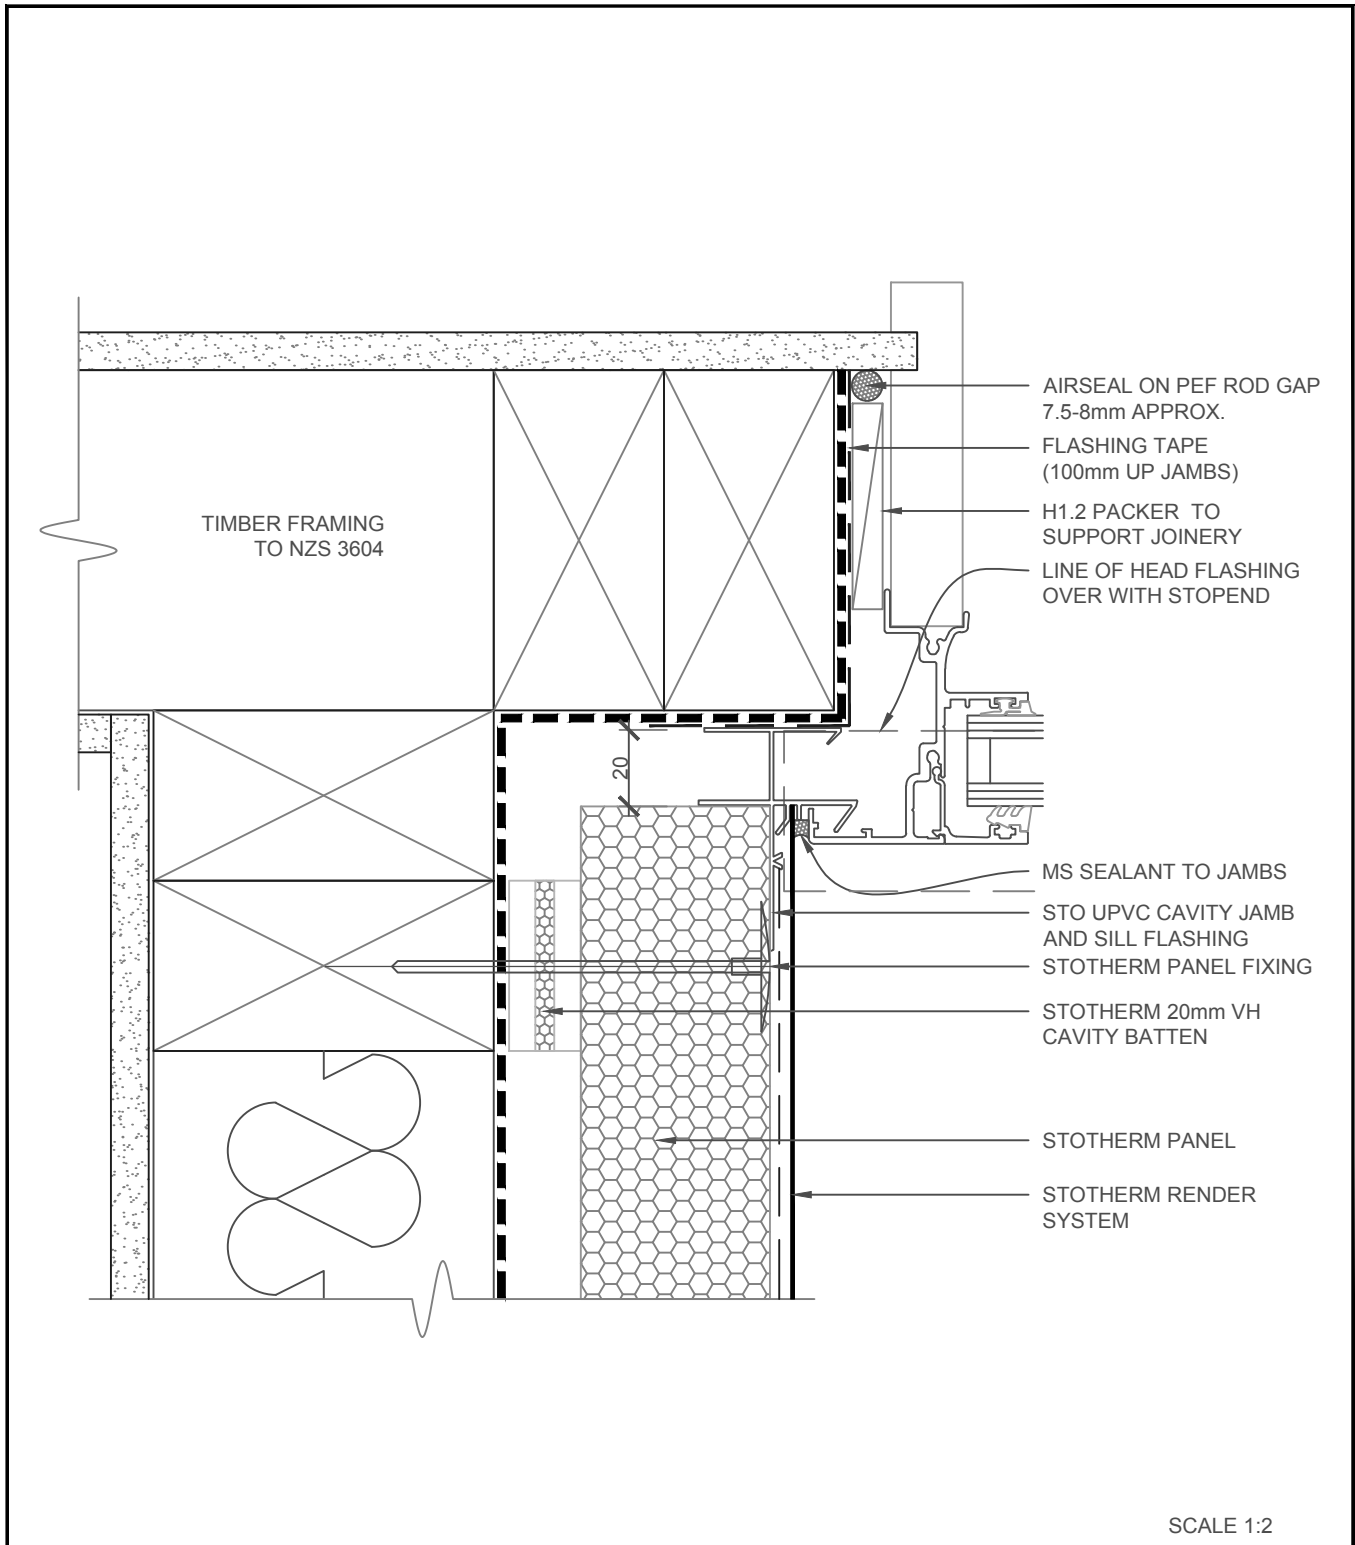 AIRSEAL ON PEF ROD GAP
7.5-8mm APPROX.
FLASHING TAPE
(100mm UP JAMBS)
H1.2 PACKER TO
SUPPORT JOINERY
TIMBER FRAMING
TO NZS 3604
LINE OF HEAD FLASHING
OVER WITH STOPEND
20
MS SEALANT TO JAMBS
STO UPVC CAVITY JAMB
AND SILL FLASHING
STOTHERM PANEL FIXING
STOTHERM 20mm VH
CAVITY BATTEN
STOTHERM PANEL
STOTHERM RENDER
SYSTEM
SCALE 1:2